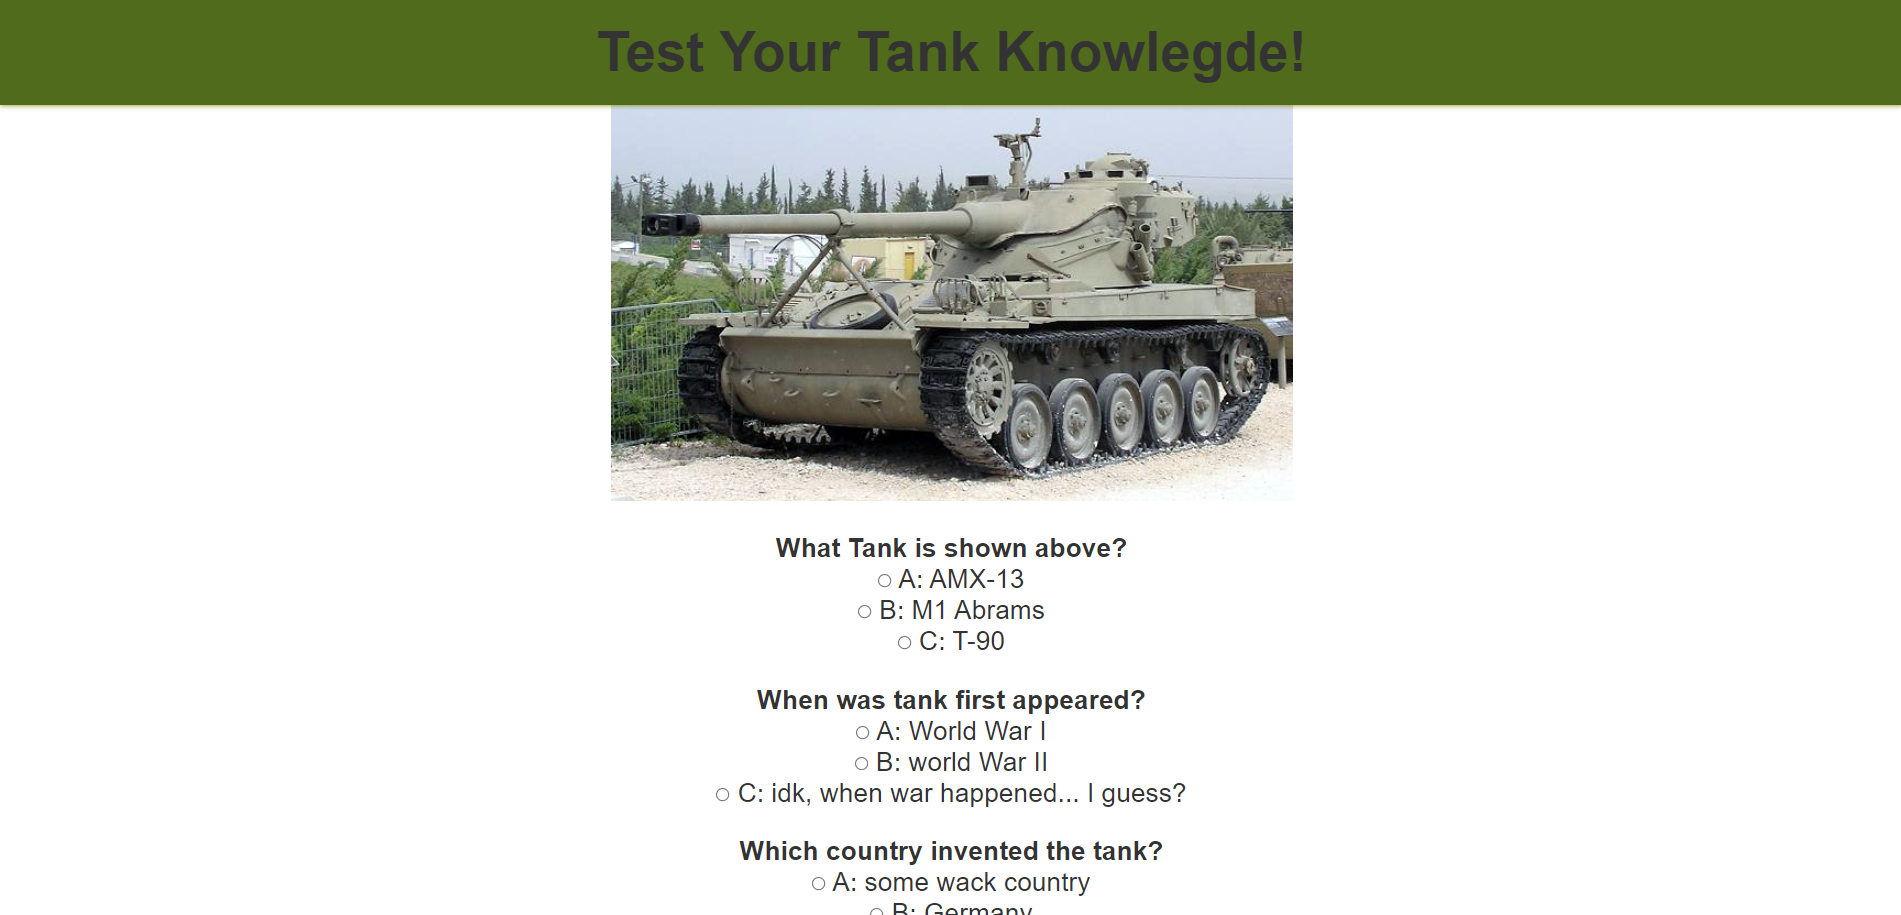 Test Your Tank Knowlegde!
What Tank is shown above?
A: AMX-13
B: M1 Abrams
C: T-90
When was tank first appeared?
A: World War I
B: world War II
C: idk, when war happened... I guess?
Which country invented the tank?
A: some wack country
B: Germany